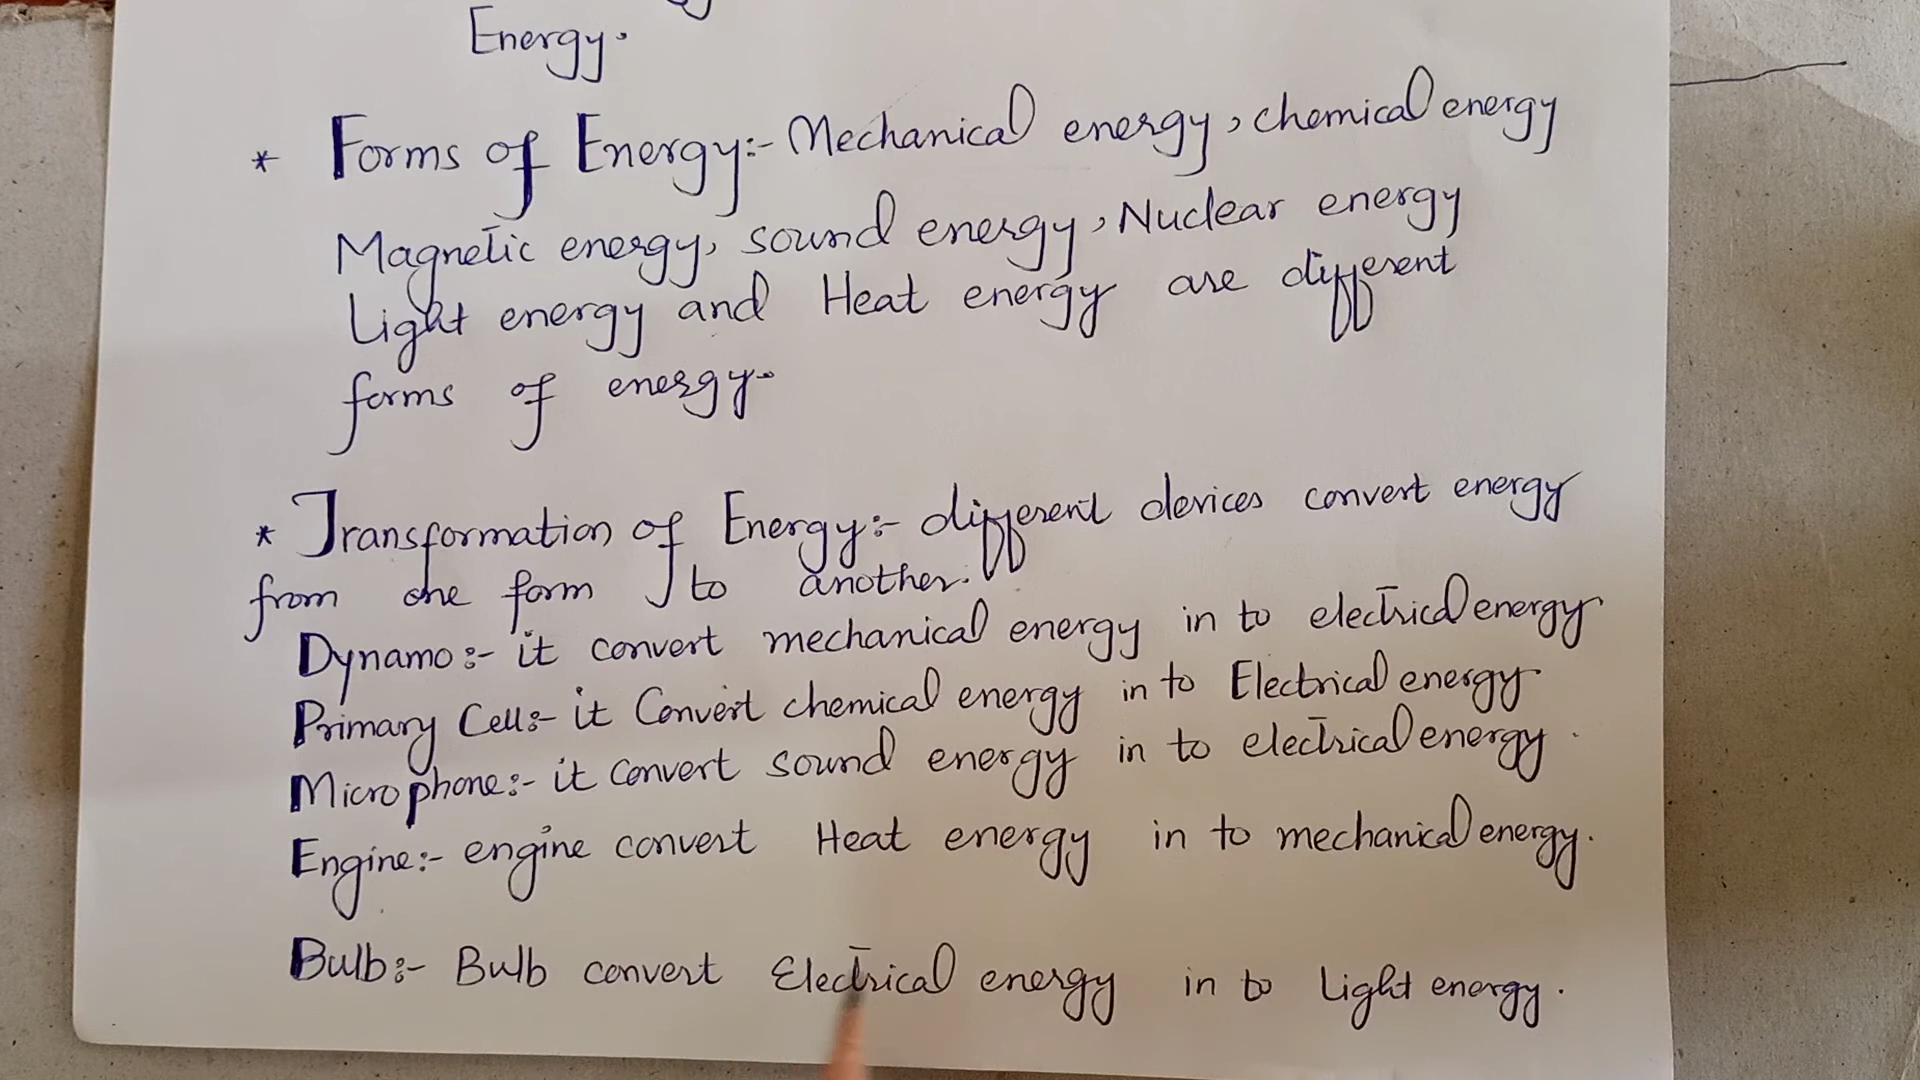 Energy.
* Forms of Energy:- Mechanical energy, chemical energy
Magnetic energy, sound energy, Nuclear energy
Light energy and Heat energy are different
forms of energy.
* Transformation of Energy:- different devices convert energy
from one form to another.
Dynamo:- it convert mechanical energy in to electrical energy.
Primary Cell:- it Convert chemical energy in to Electrical energy
Microphone:- it convert sound energy in to electrical energy.
Engine:- engine convert Heat energy in to mechanical energy.
Bulb:- Bulb convert Electrical energy in to Light energy.